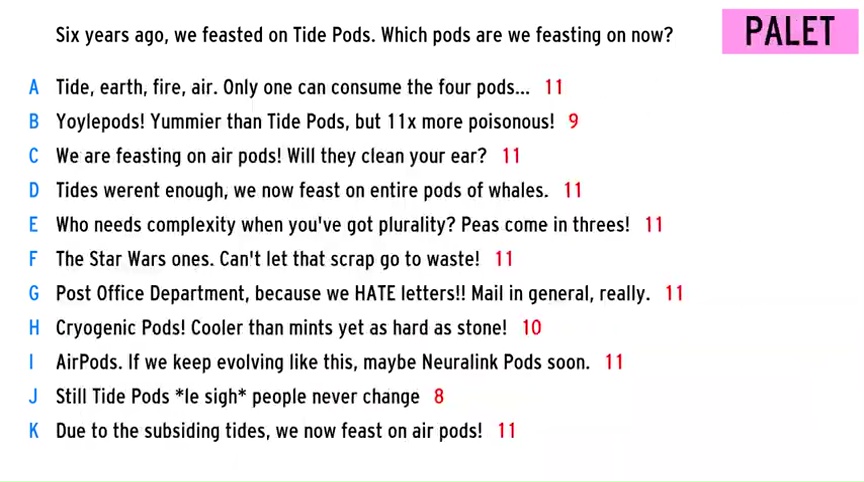 Six years ago, we feasted on Tide Pods. Which pods are we feasting on now?
PALET
A Tide, earth, fire, air. Only one can consume the four pods... 11
B Yoylepods! Yummier than Tide Pods, but 11x more poisonous! 9
C We are feasting on air pods! Will they clean your ear? 11
D Tides werent enough, we now feast on entire pods of whales. 11
E Who needs complexity when you've got plurality? Peas come in threes! 11
F The Star Wars ones. Can't let that scrap go to waste! 11
G Post Office Department, because we HATE letters!! Mail in general, really. 11
H Cryogenic Pods! Cooler than mints yet as hard as stone! 10
I AirPods. If we keep evolving like this, maybe Neuralink Pods soon. 11
J Still Tide Pods *le sigh* people never change 8
K Due to the subsiding tides, we now feast on air pods! 11